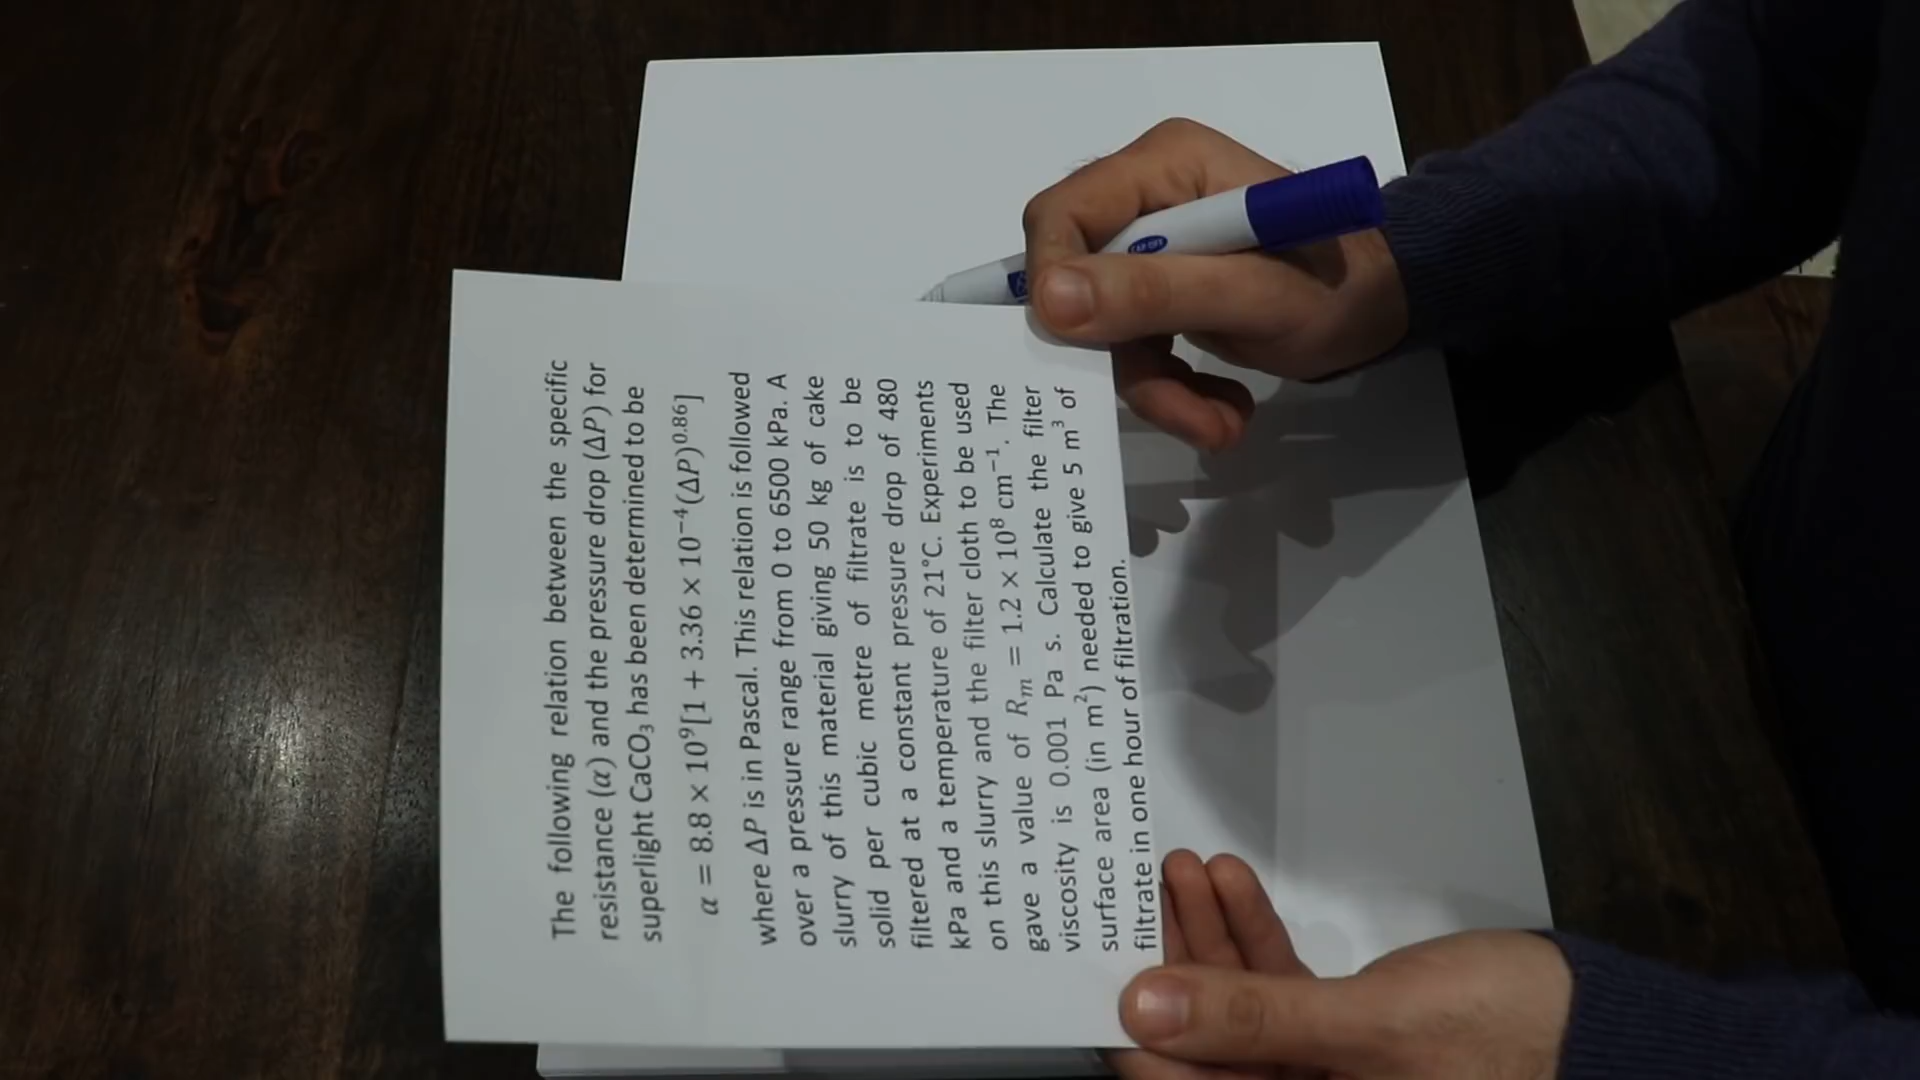 The following relation between the specific
resistance (α) and the pressure drop (ΔP) for
superlight CaCO₃ has been determined to be
α = 8.8 × 10⁹[1 + 3.36 × 10⁻⁴(ΔP)⁰·⁸⁶]
where ΔP is in Pascal. This relation is followed
over a pressure range from 0 to 6500 kPa. A
slurry of this material giving 50 kg of cake
solid per cubic metre of filtrate is to be
filtered at a constant pressure drop of 480
kPa and a temperature of 21°C. Experiments
on this slurry and the filter cloth to be used
gave a value of Rₘ = 1.2 × 10⁸ cm⁻¹. The
viscosity is 0.001 Pa s. Calculate the filter
surface area (in m²) needed to give 5 m³ of
filtrate in one hour of filtration.